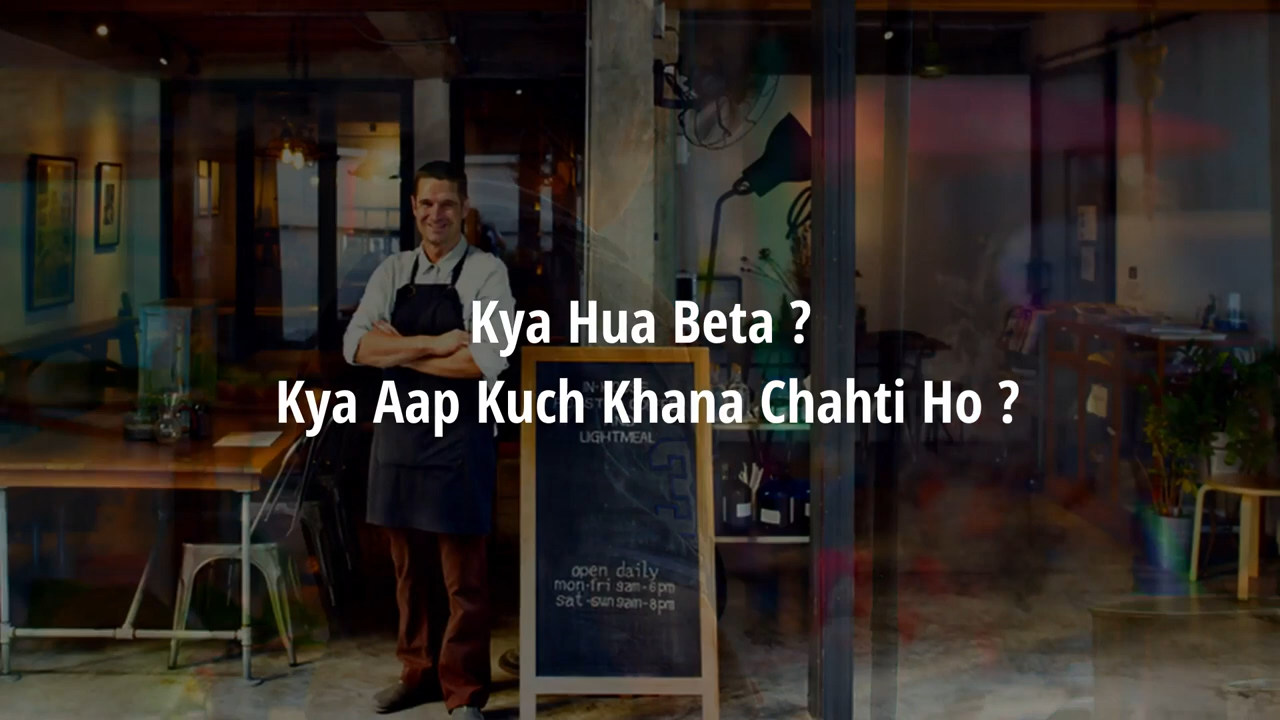 Kya Hua Beta ?
Kya Aap Kuch Khana Chahti Ho ?
LIGHTMEAL
open daily
mon-fri 9am-6pm
sat-sun 9am-8pm